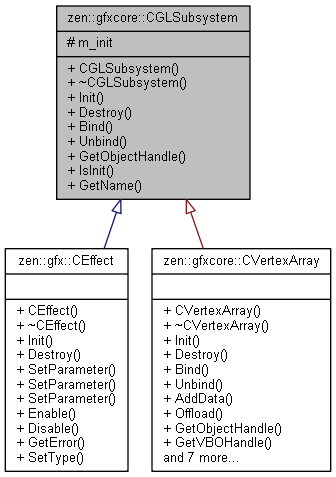 zen::gfxcore::CGLSubsystem
# m_init
+ CGLSubsystem()
+ ~CGLSubsystem()
+ Init()
+ Destroy()
+ Bind()
+ Unbind()
+ GetObjectHandle()
+ IsInit()
+ GetName()
zen::gfx::CEffect
+ CEffect()
+ ~CEffect()
+ Init()
+ Destroy()
+ SetParameter()
+ SetParameter()
+ SetParameter()
+ Enable()
+ Disable()
+ GetError()
+ SetType()
zen::gfxcore::CVertexArray
+ CVertexArray()
+ ~CVertexArray()
+ Init()
+ Destroy()
+ Bind()
+ Unbind()
+ AddData()
+ Offload()
+ GetObjectHandle()
+ GetVBOHandle()
and 7 more...